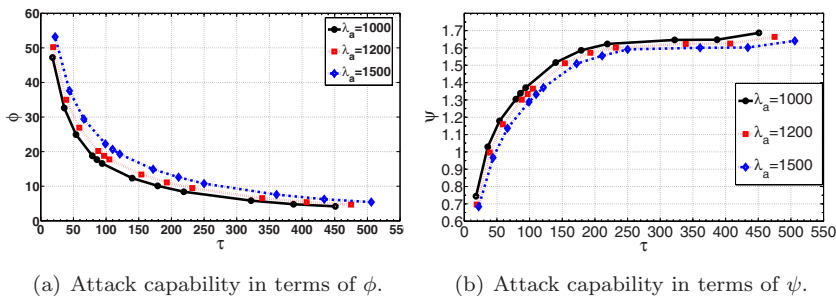 60
50
40
30
20
10
0
ϕ
0 50 100 150 200 250 300 350 400 450 500 55
τ
λa=1000
λa=1200
λa=1500
1.7
1.6
1.5
1.4
1.3
1.2
1.1
1
0.9
0.8
0.7
0.6
ψ
0 50 100 150 200 250 300 350 400 450 500 550
τ
λa=1000
λa=1200
λa=1500
(a) Attack capability in terms of ϕ.
(b) Attack capability in terms of ψ.